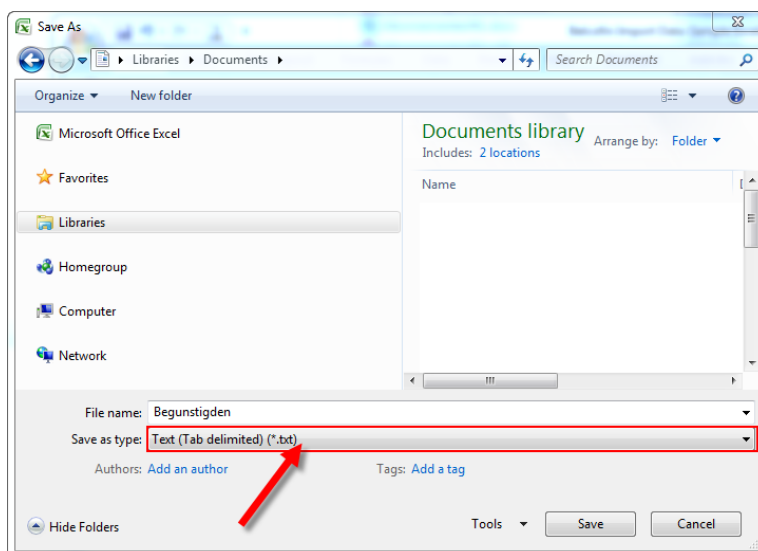 Save As
Libraries ▸ Documents ▸
Search Documents
Organize ▾ New folder
Microsoft Office Excel
Favorites
Libraries
Homegroup
Computer
Network
Documents library
Includes: 2 locations
Arrange by: Folder ▾
Name
File name: Begunstigden
Save as type: Text (Tab delimited) (*.txt)
Authors: Add an author Tags: Add a tag
Hide Folders Tools ▾ Save Cancel